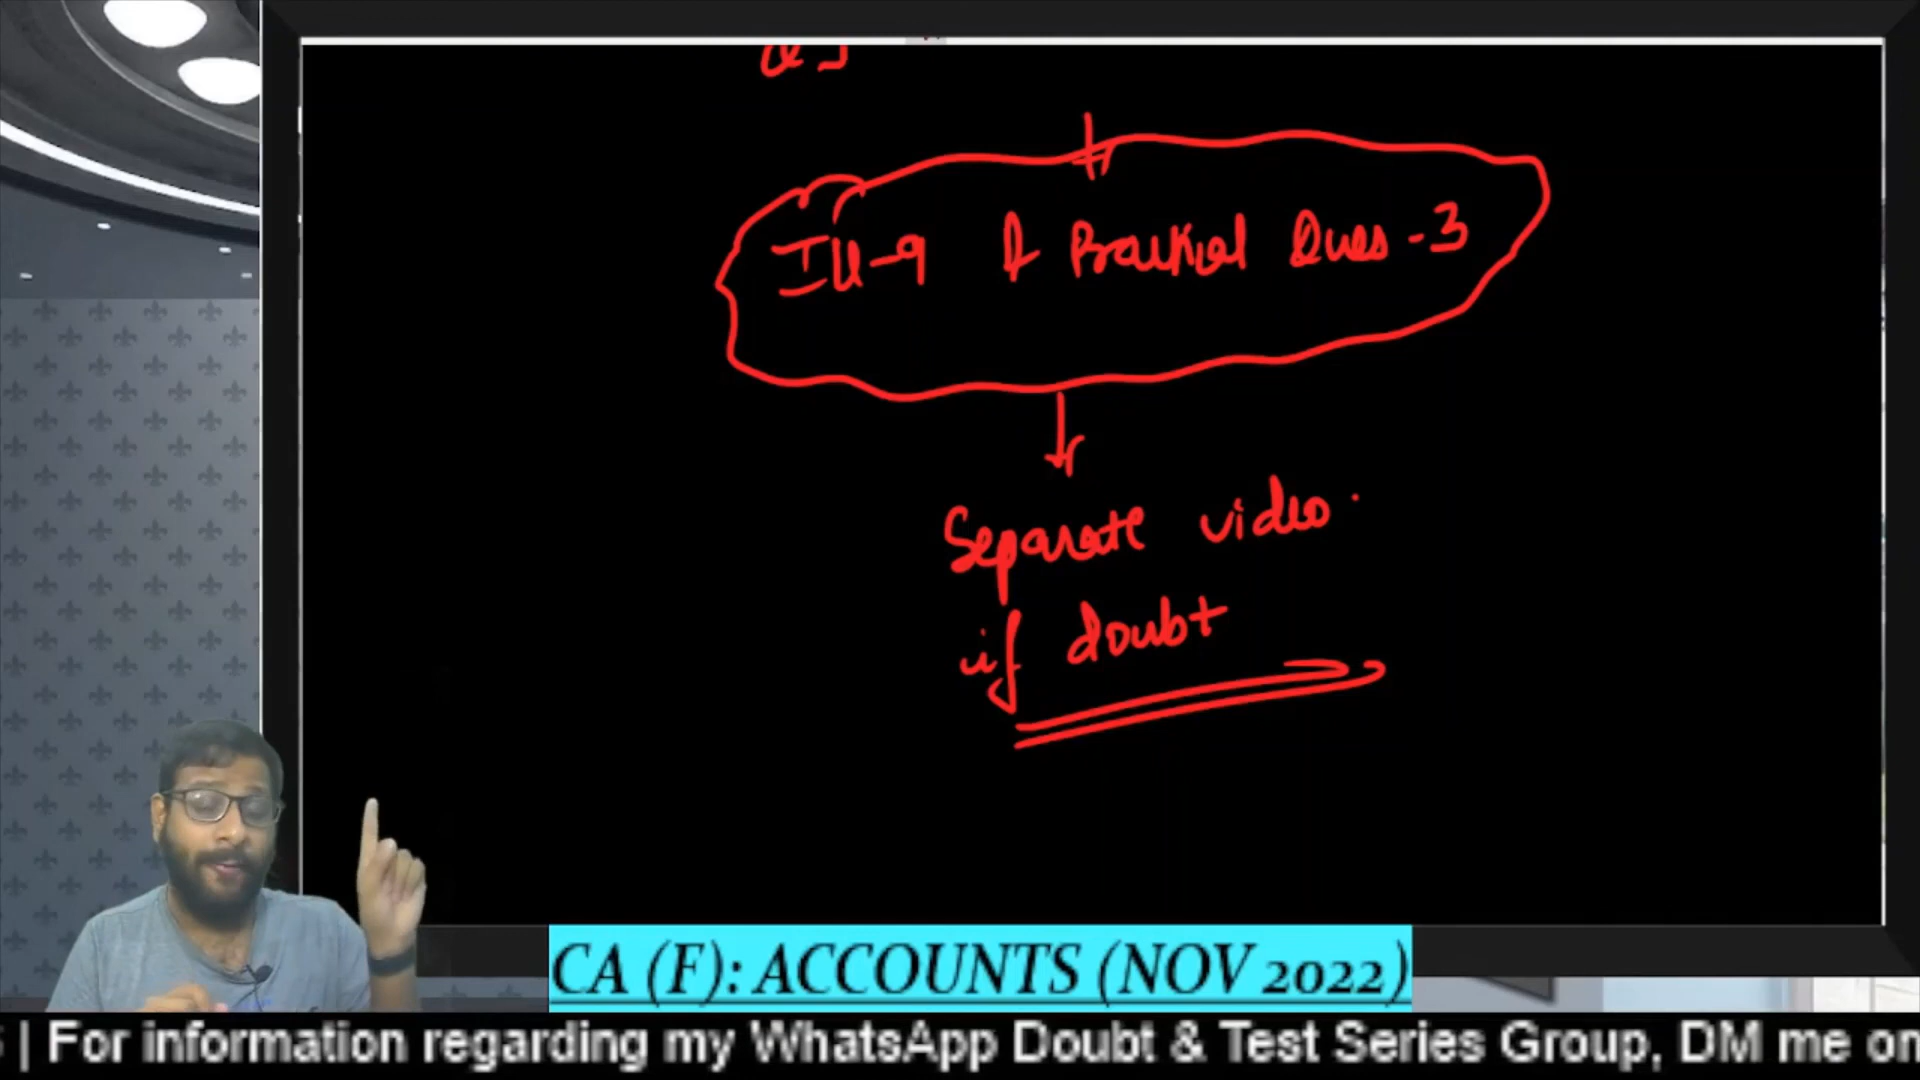 Q5
Ill-9 & Practical Ques-3
Separate video.
if doubt
CA (F): ACCOUNTS (NOV 2022)
| For information regarding my WhatsApp Doubt & Test Series Group, DM me on